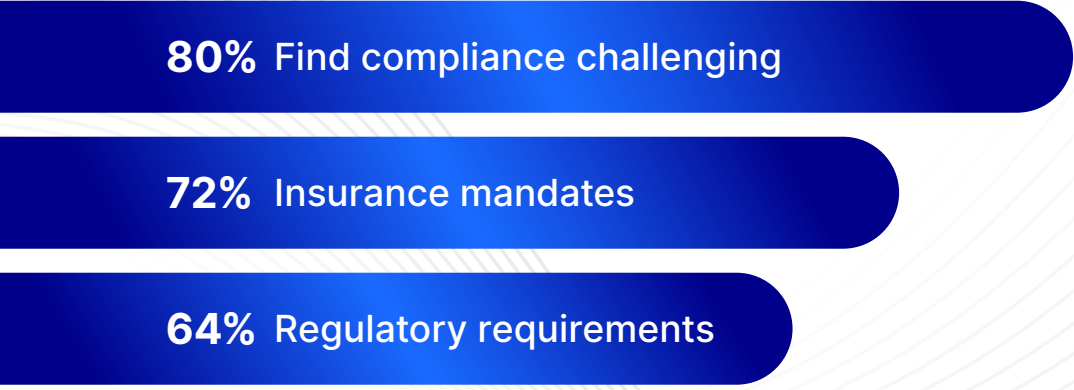 80% Find compliance challenging
72% Insurance mandates
64% Regulatory requirements